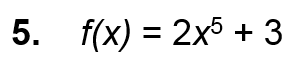 5. f(x) = 2x⁵ + 3